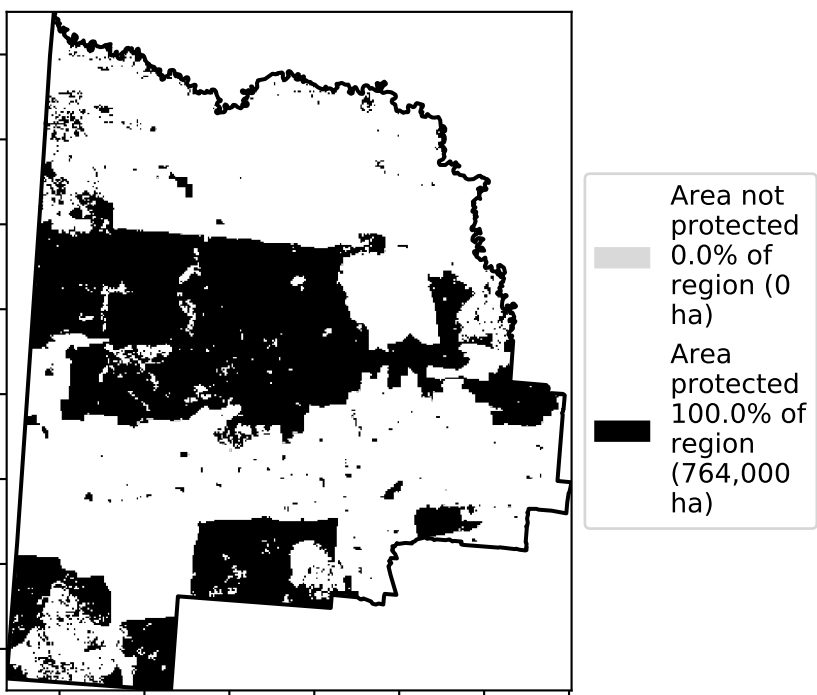 Area not
protected
0.0% of
region (0
ha)
Area
protected
100.0% of
region
(764,000
ha)